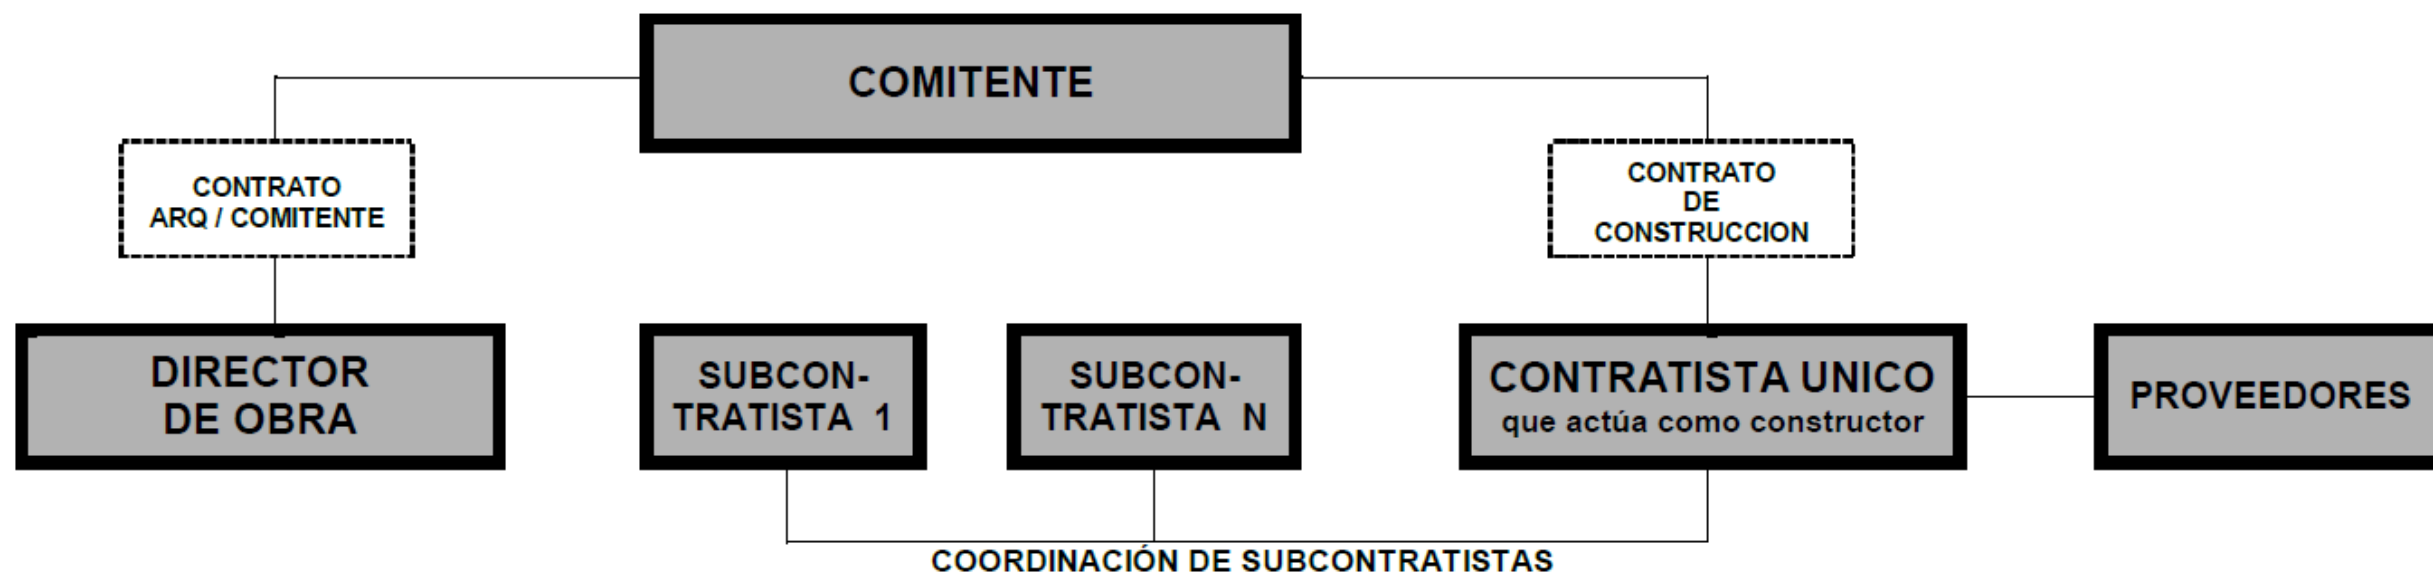 COMITENTE
CONTRATO
ARQ / COMITENTE
CONTRATO
DE
CONSTRUCCION
DIRECTOR
DE OBRA
SUBCON-
TRATISTA 1
SUBCON-
TRATISTA N
CONTRATISTA UNICO
que actúa como constructor
PROVEEDORES
COORDINACIÓN DE SUBCONTRATISTAS